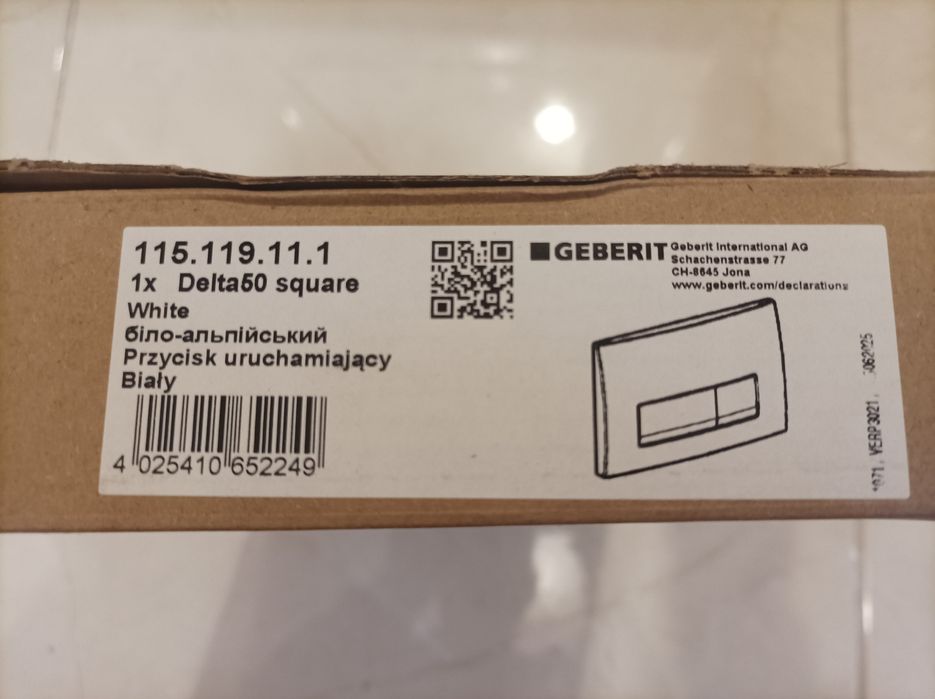 115.119.11.1
1x Delta50 square
White
біло-альпійський
Przycisk uruchamiający
Biały
4 025410 652249
GEBERIT
Geberit International AG
Schachenstrasse 77
CH-8645 Jona
www.geberit.com/declarations
VERP3021,